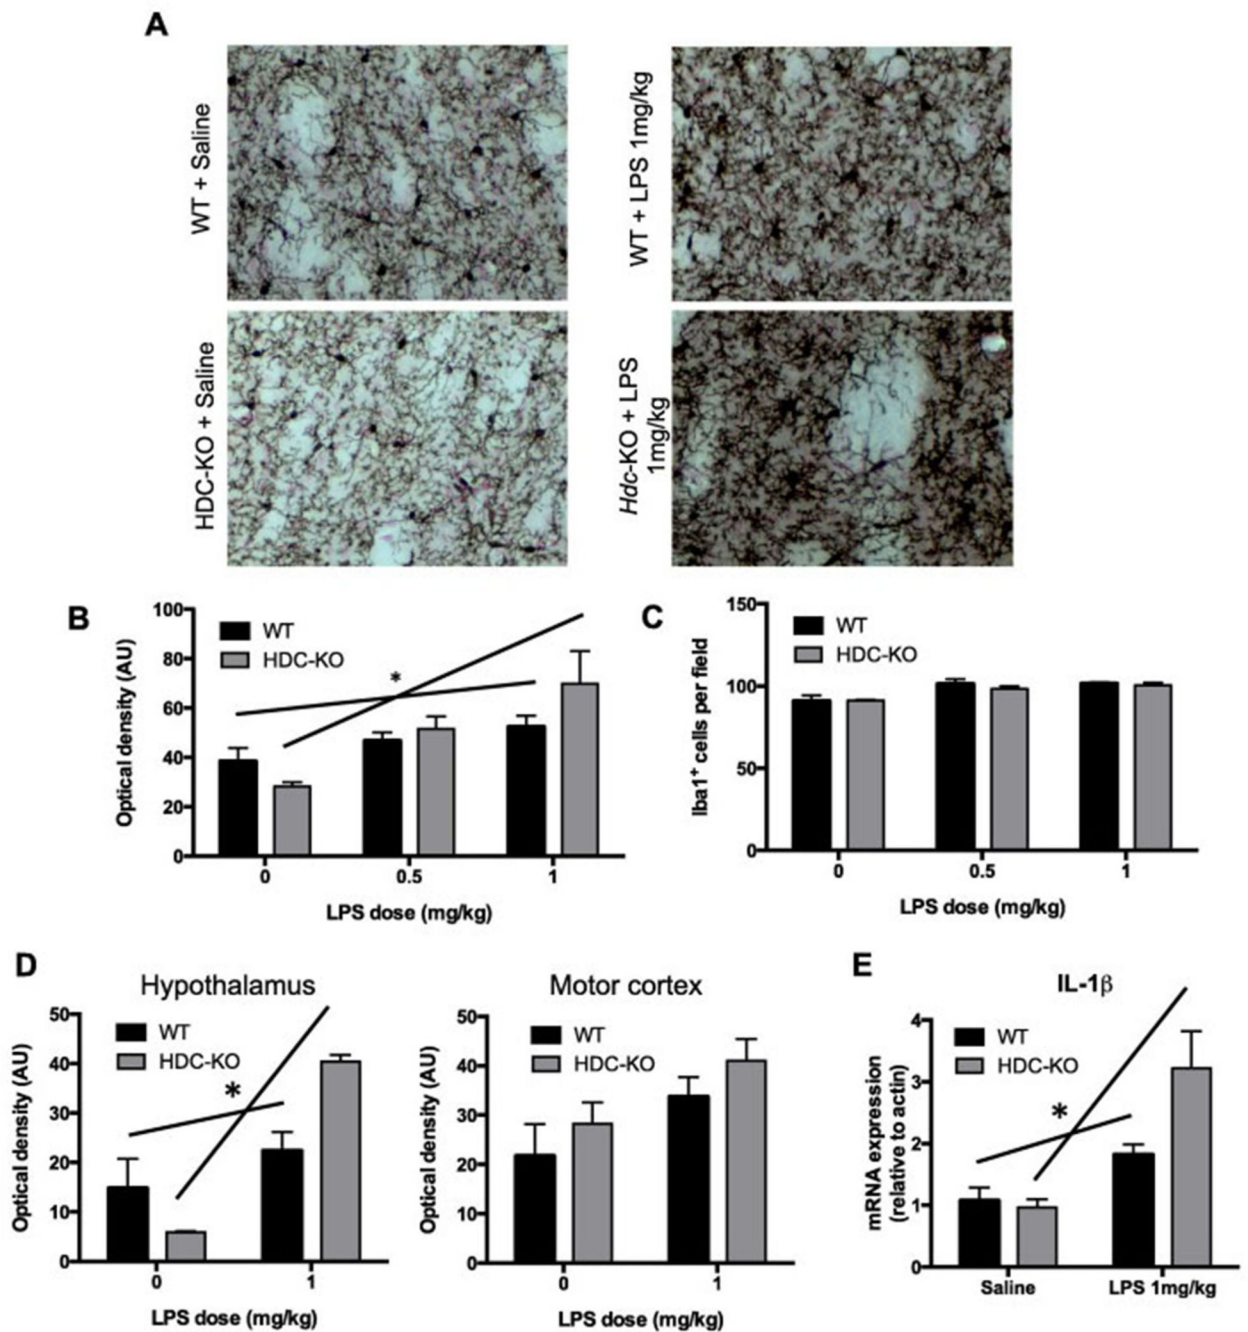 A
WT + Saline
WT + LPS 1mg/kg
HDC-KO + Saline
Hdc-KO + LPS
1mg/kg
B
Optical density (AU)
100
80
60
40
20
0
WT
HDC-KO
*
0
0.5
1
LPS dose (mg/kg)
C
Iba1⁺ cells per field
150
100
50
0
WT
HDC-KO
0
0.5
1
LPS dose (mg/kg)
D
Hypothalamus
Optical density (AU)
50
40
30
20
10
0
WT
HDC-KO
*
0
1
LPS dose (mg/kg)
Motor cortex
Optical density (AU)
50
40
30
20
10
0
WT
HDC-KO
0
1
LPS dose (mg/kg)
E
IL-1β
mRNA expression
(relative to actin)
4
3
2
1
0
WT
HDC-KO
*
Saline
LPS 1mg/kg